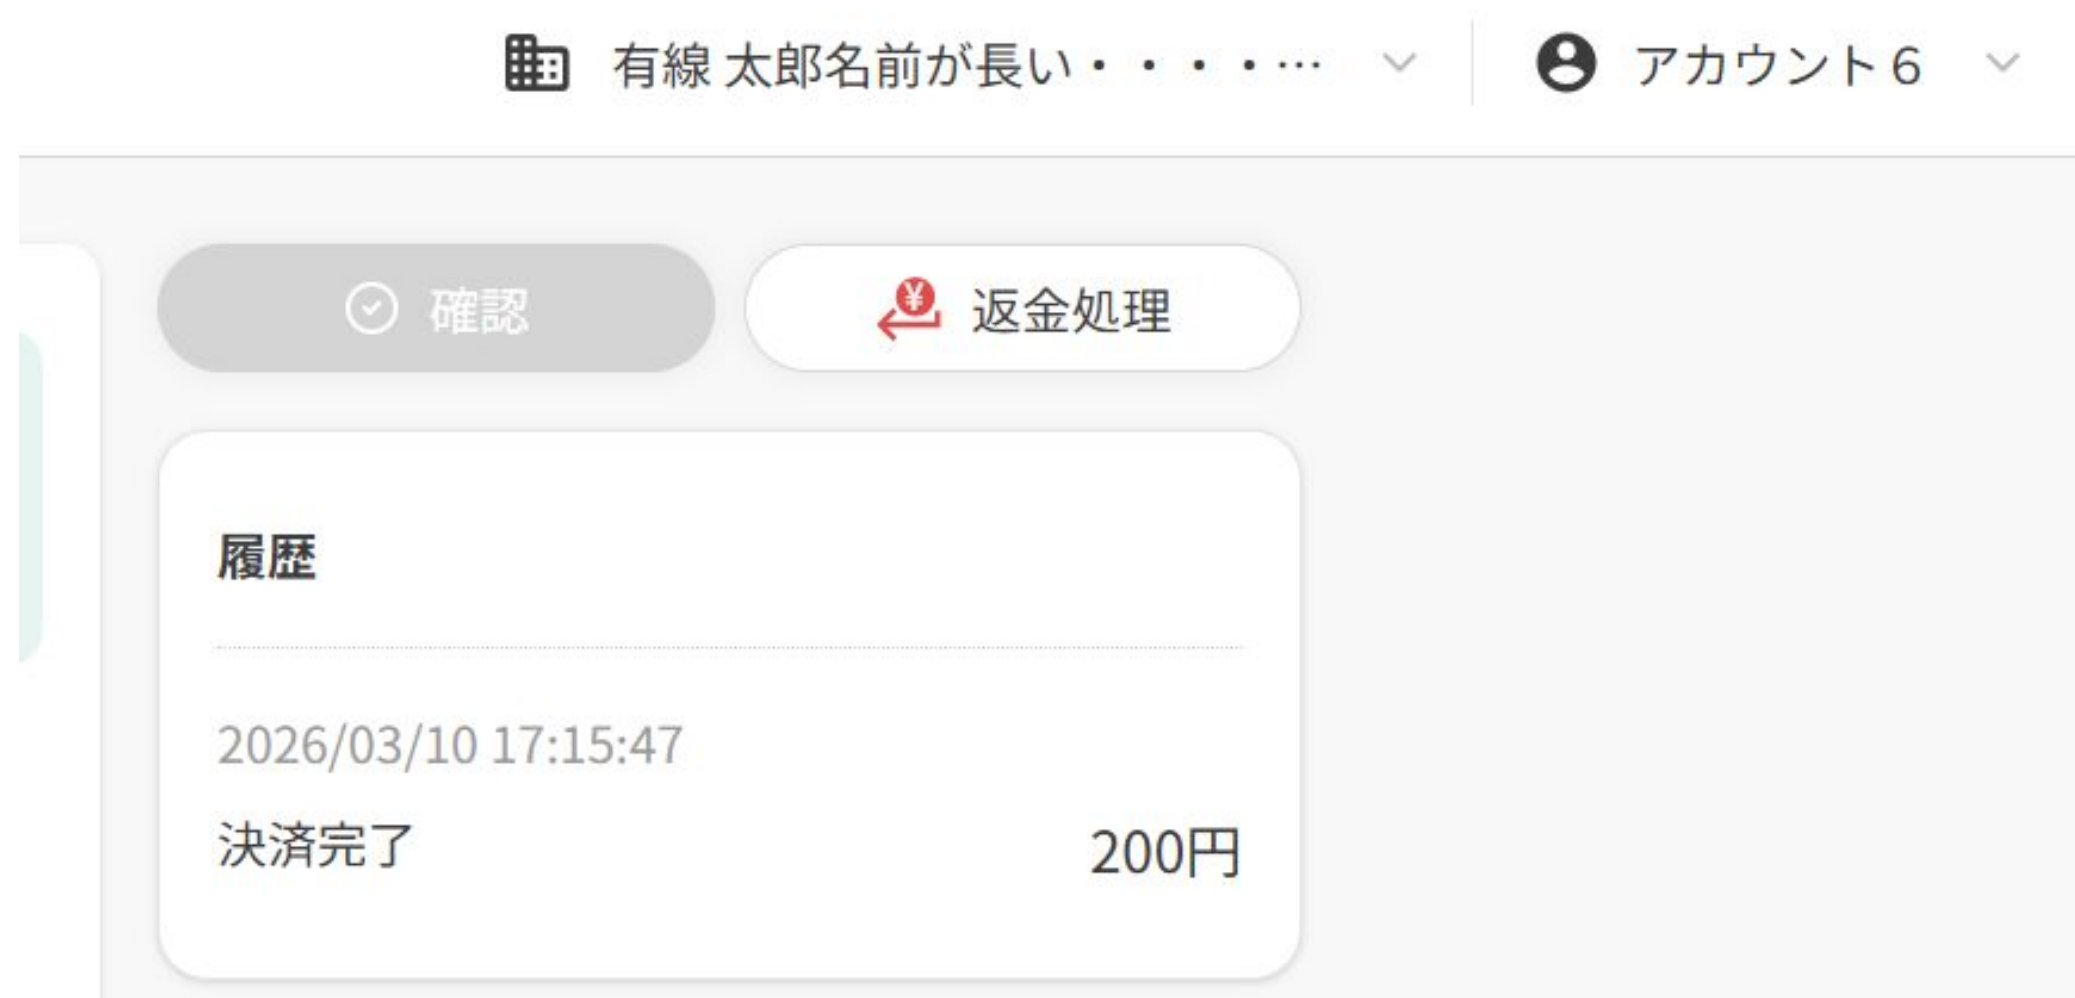 有線 太郎名前が長い・・・・…
アカウント６
確認
返金処理
履歴
2026/03/10 17:15:47
決済完了
200円